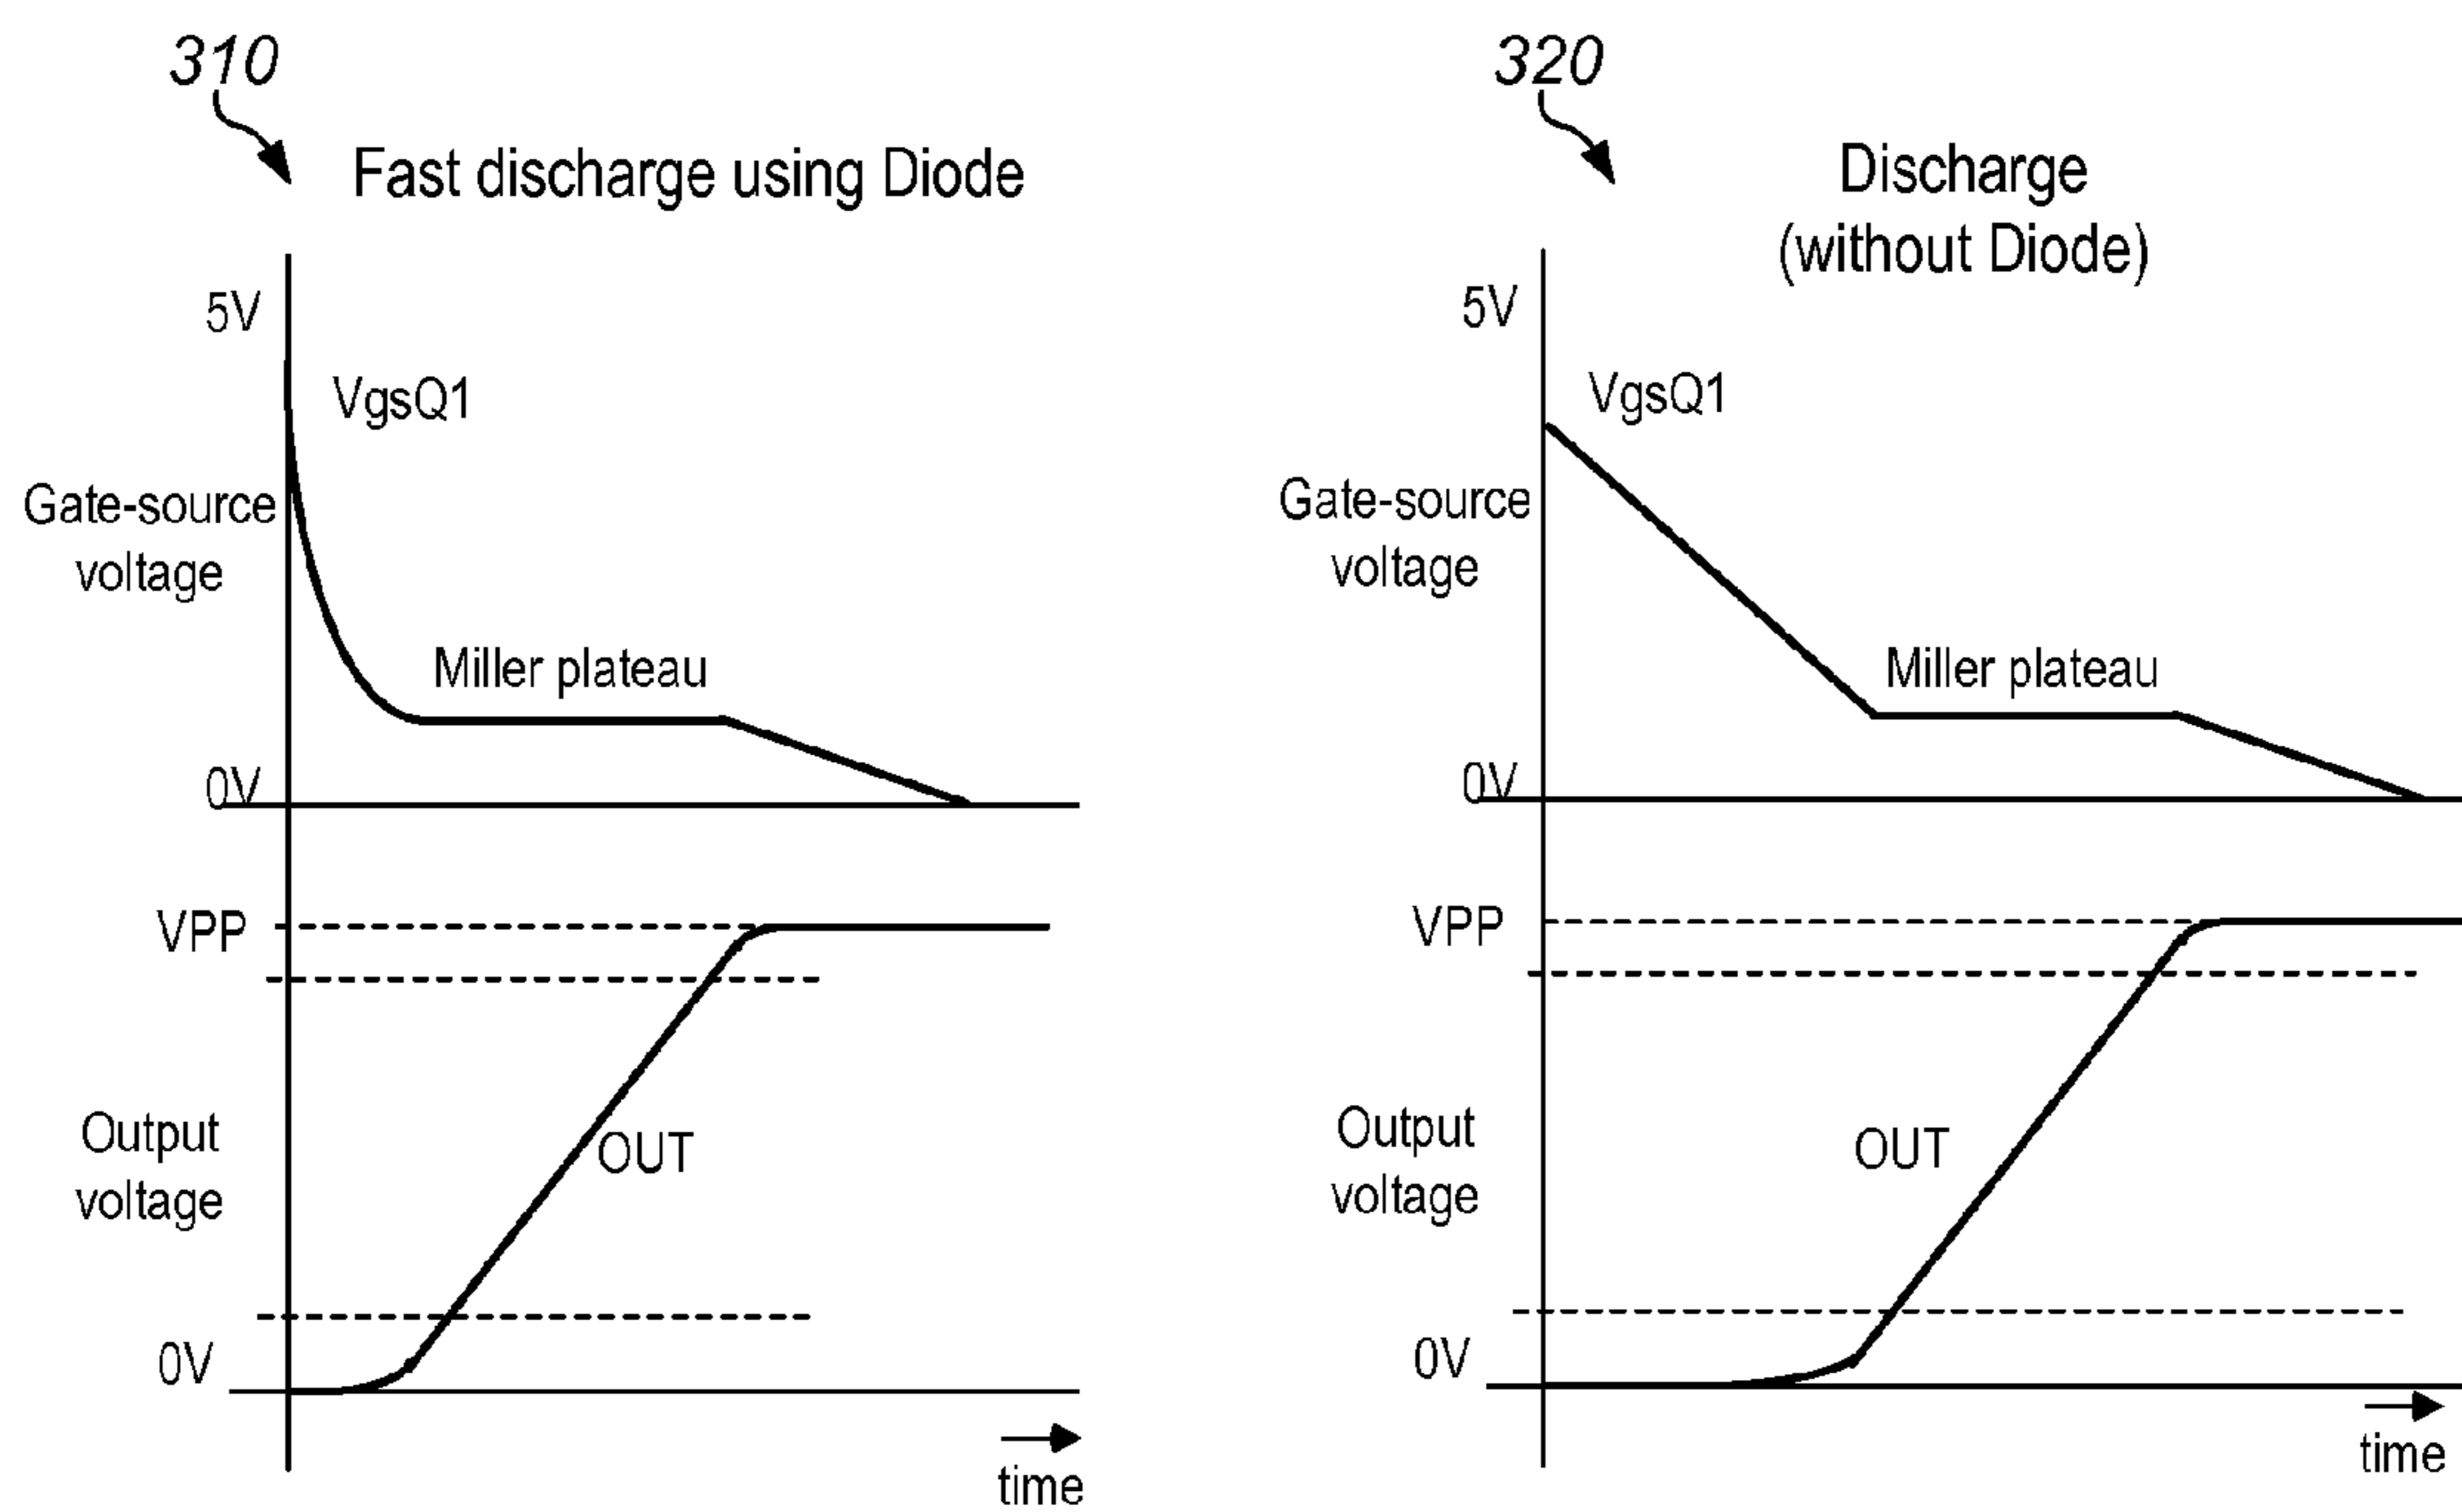 310
Fast discharge using Diode
5V
VgsQ1
Gate-source
voltage
Miller plateau
0V
VPP
Output
voltage
OUT
0V
time
320
Discharge
(without Diode)
5V
VgsQ1
Gate-source
voltage
Miller plateau
0V
VPP
Output
voltage
OUT
0V
time